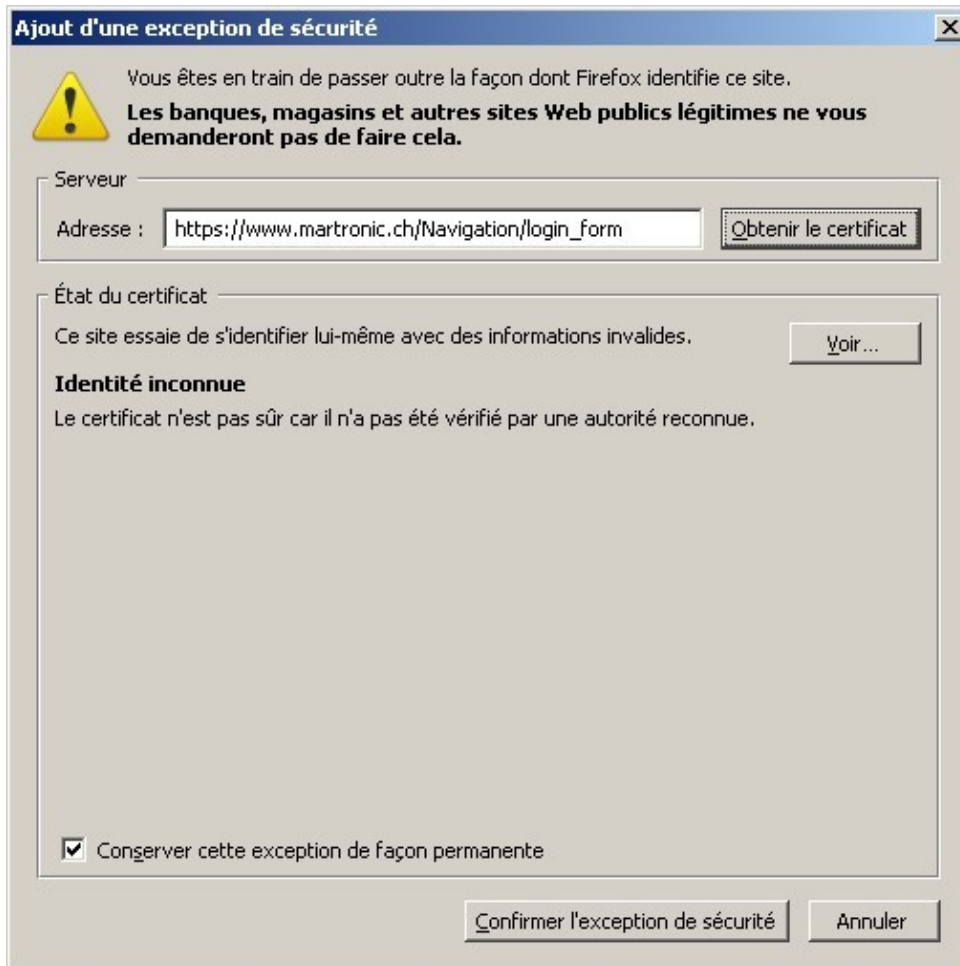 Ajout d'une exception de sécurité
Vous êtes en train de passer outre la façon dont Firefox identifie ce site.
Les banques, magasins et autres sites Web publics légitimes ne vous
demanderont pas de faire cela.
Serveur
Adresse : https://www.martronic.ch/Navigation/login_form Obtenir le certificat
État du certificat
Ce site essaie de s'identifier lui-même avec des informations invalides. Voir...
Identité inconnue
Le certificat n'est pas sûr car il n'a pas été vérifié par une autorité reconnue.
Conserver cette exception de façon permanente
Confirmer l'exception de sécurité Annuler